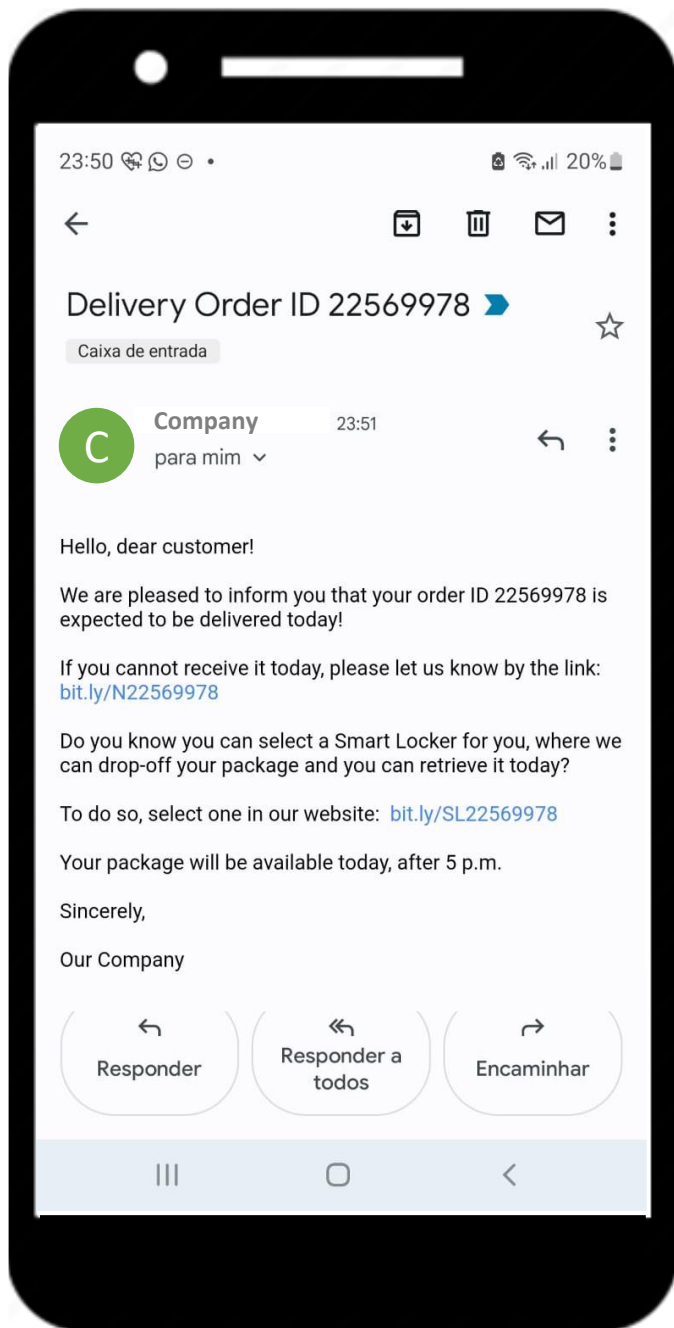 23:50
20%
Delivery Order ID 22569978
Caixa de entrada
C
Company
23:51
para mim
Hello, dear customer!
We are pleased to inform you that your order ID 22569978 is
expected to be delivered today!
If you cannot receive it today, please let us know by the link:
bit.ly/N22569978
Do you know you can select a Smart Locker for you, where we
can drop-off your package and you can retrieve it today?
To do so, select one in our website: bit.ly/SL22569978
Your package will be available today, after 5 p.m.
Sincerely,
Our Company
Responder
Responder a
todos
Encaminhar